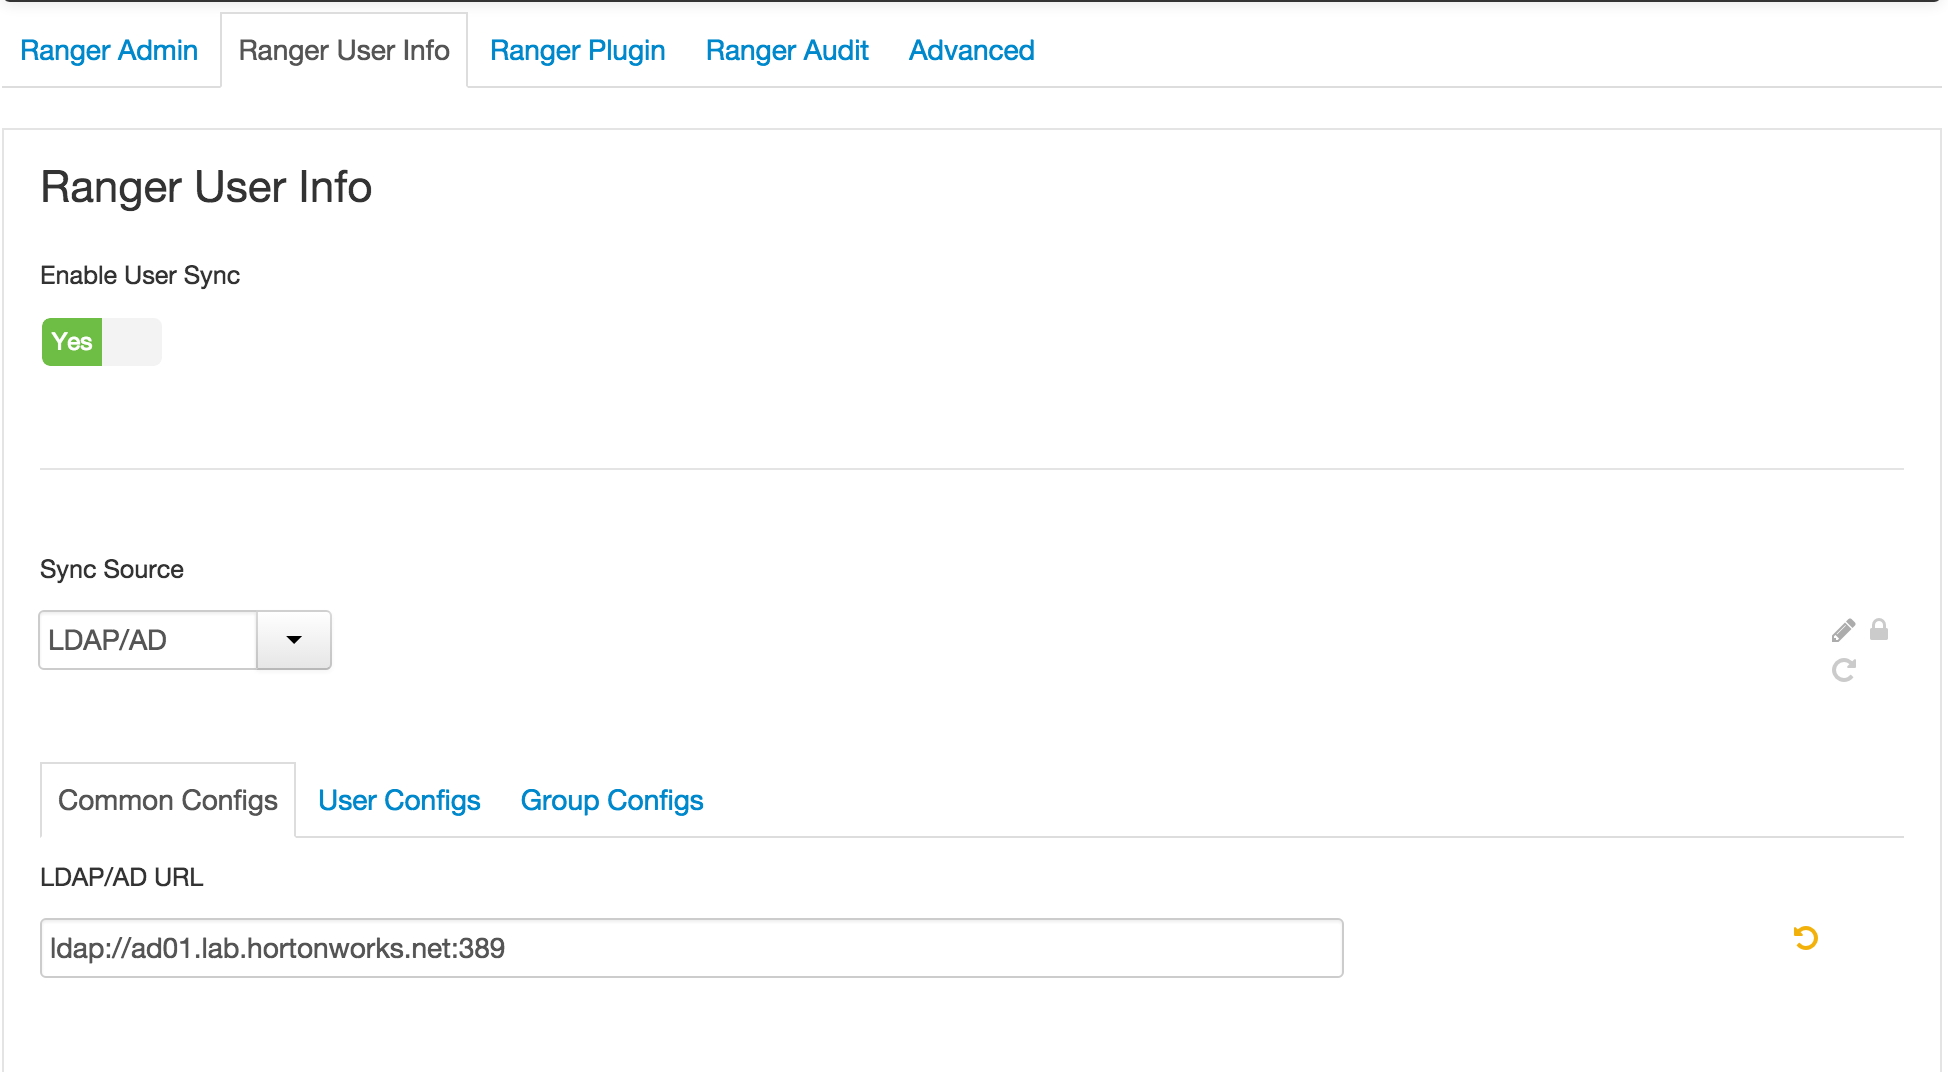 Ranger Admin Ranger User Info Ranger Plugin Ranger Audit Advanced
Ranger User Info
Enable User Sync
Yes
Sync Source
LDAP/AD
Common Configs User Configs Group Configs
LDAP/AD URL
ldap://ad01.lab.hortonworks.net:389